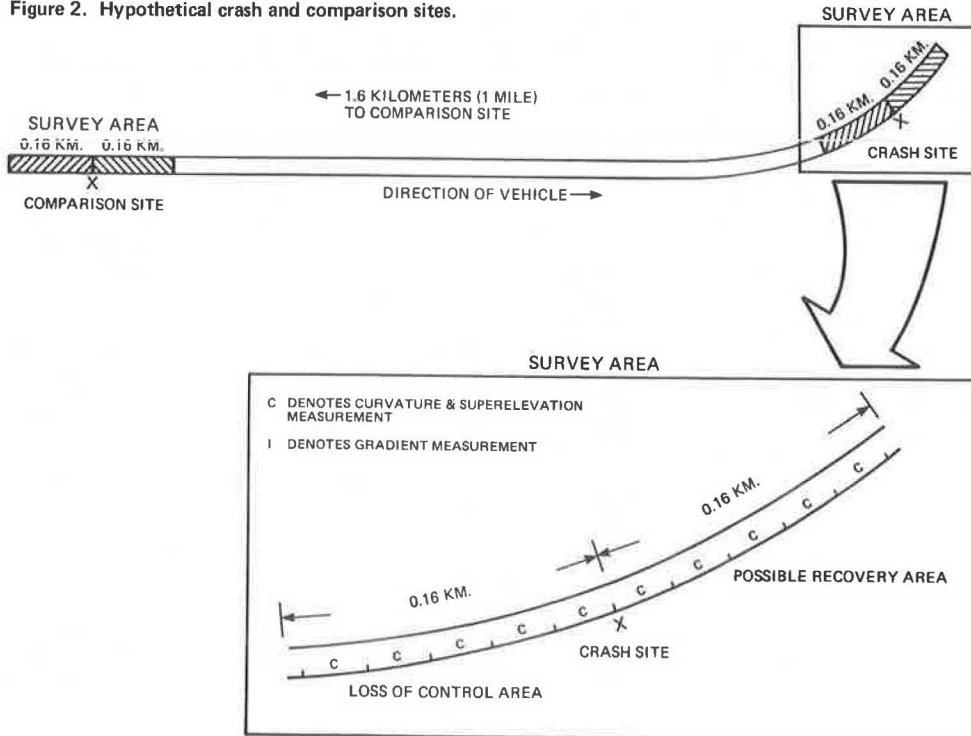 Figure 2. Hypothetical crash and comparison sites.
SURVEY AREA
0.16 KM.
0.16 KM.
X
CRASH SITE
← 1.6 KILOMETERS (1 MILE)
TO COMPARISON SITE
SURVEY AREA
0.16 KM. 0.16 KM.
X
COMPARISON SITE
DIRECTION OF VEHICLE →
SURVEY AREA
C DENOTES CURVATURE & SUPERELEVATION
MEASUREMENT
I DENOTES GRADIENT MEASUREMENT
0.16 KM.
0.16 KM.
C C C C C C C C C C
POSSIBLE RECOVERY AREA
X
CRASH SITE
LOSS OF CONTROL AREA